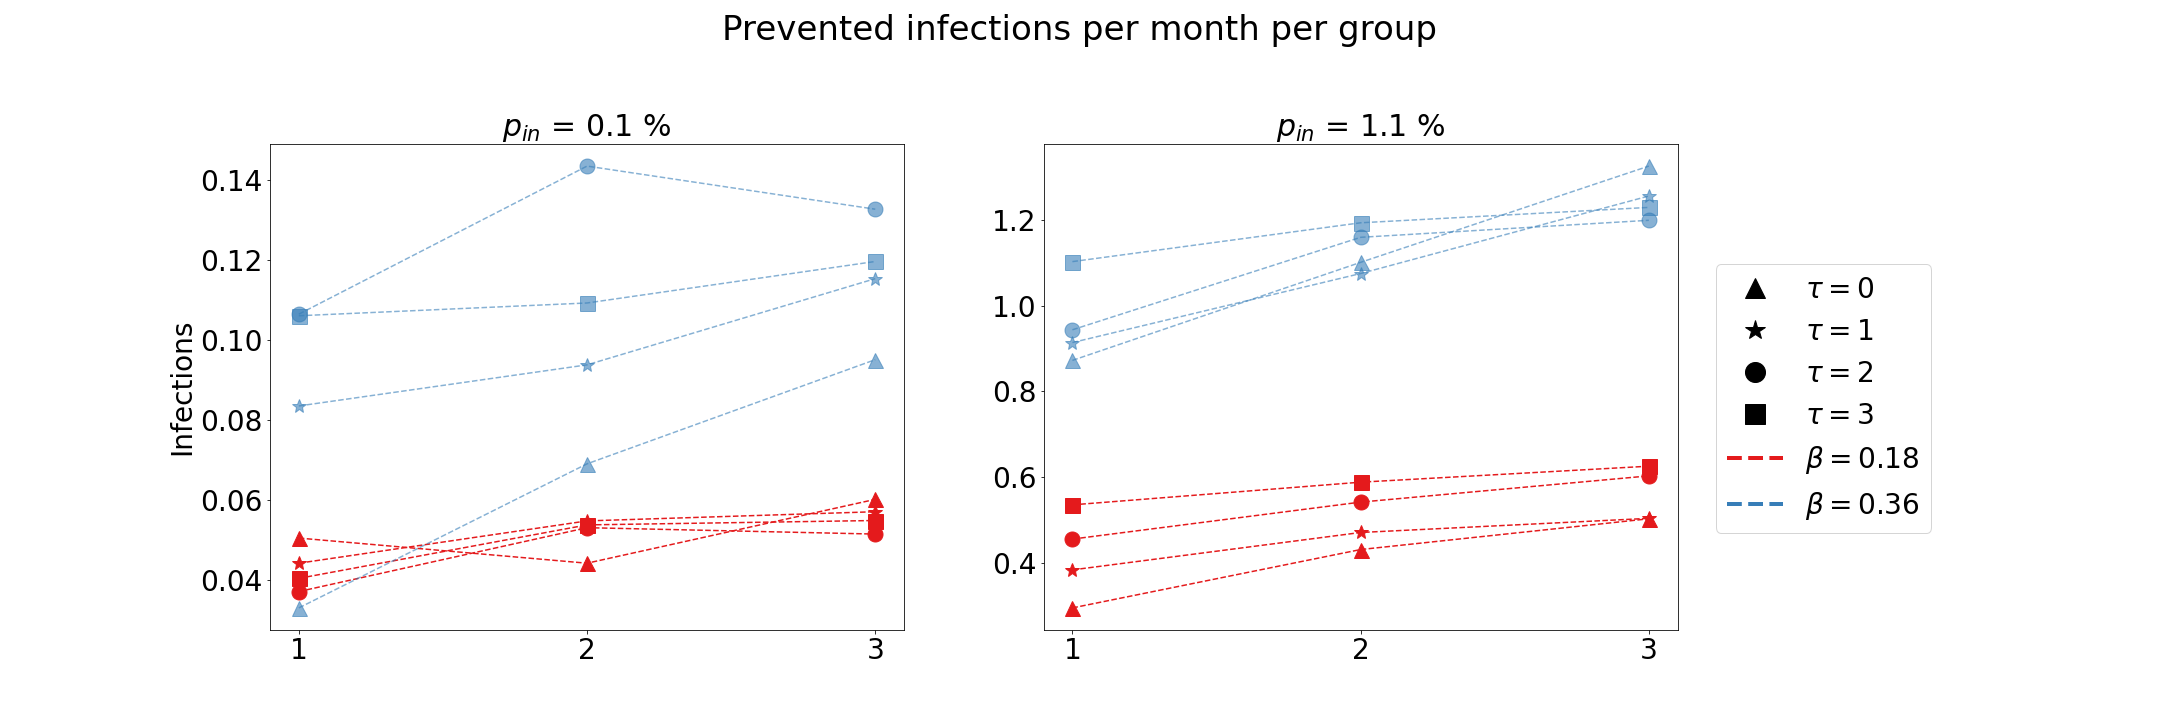 Prevented infections per month per group
p_in = 0.1 %
0.14
0.12
0.10
0.08
0.06
0.04
Infections
1 2 3
p_in = 1.1 %
1.2
1.0
0.8
0.6
0.4
1 2 3
τ = 0
τ = 1
τ = 2
τ = 3
β = 0.18
β = 0.36